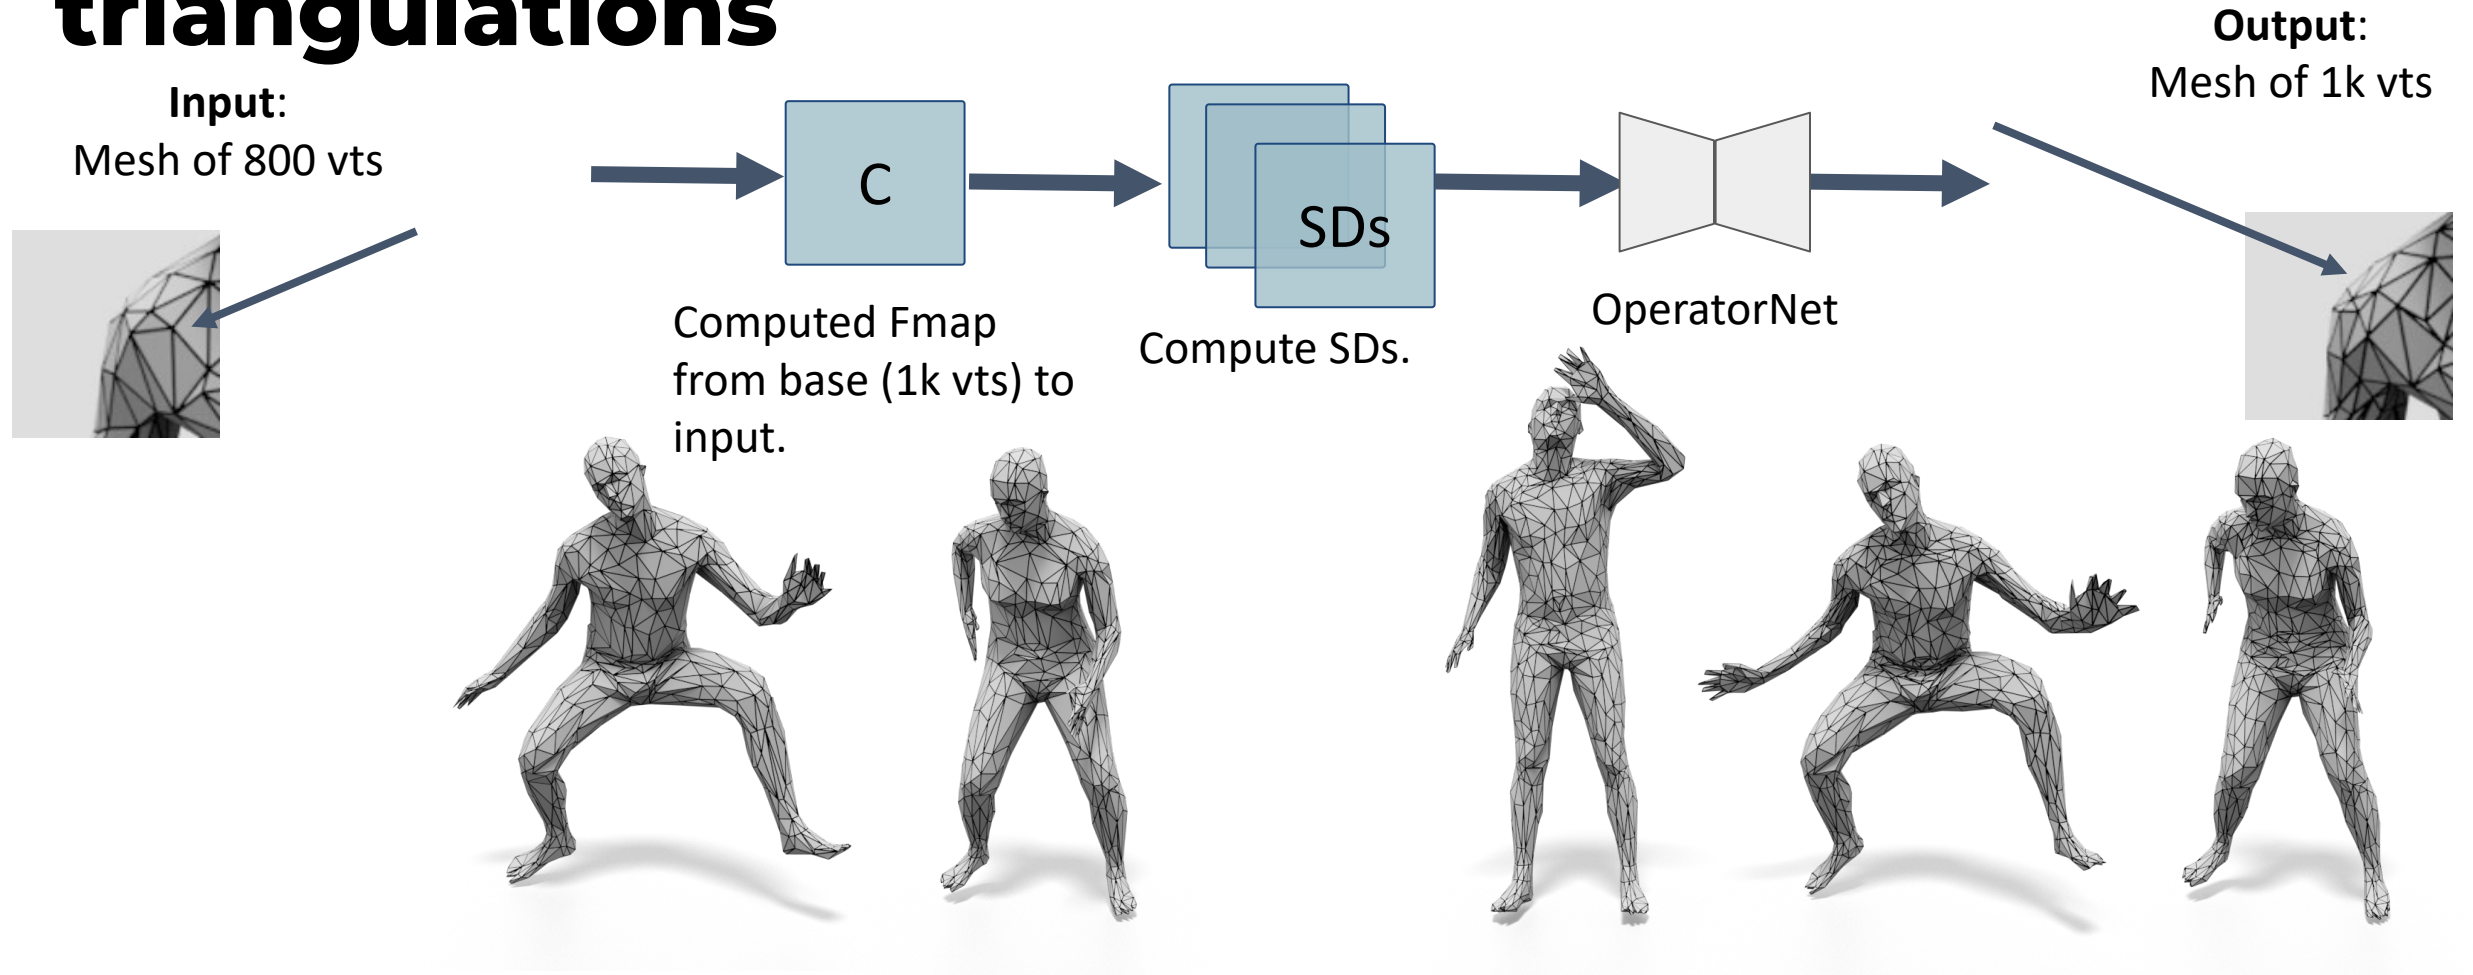 triangulations
Input:
Mesh of 800 vts
C
Computed Fmap
from base (1k vts) to
input.
SDs
Compute SDs.
OperatorNet
Output:
Mesh of 1k vts